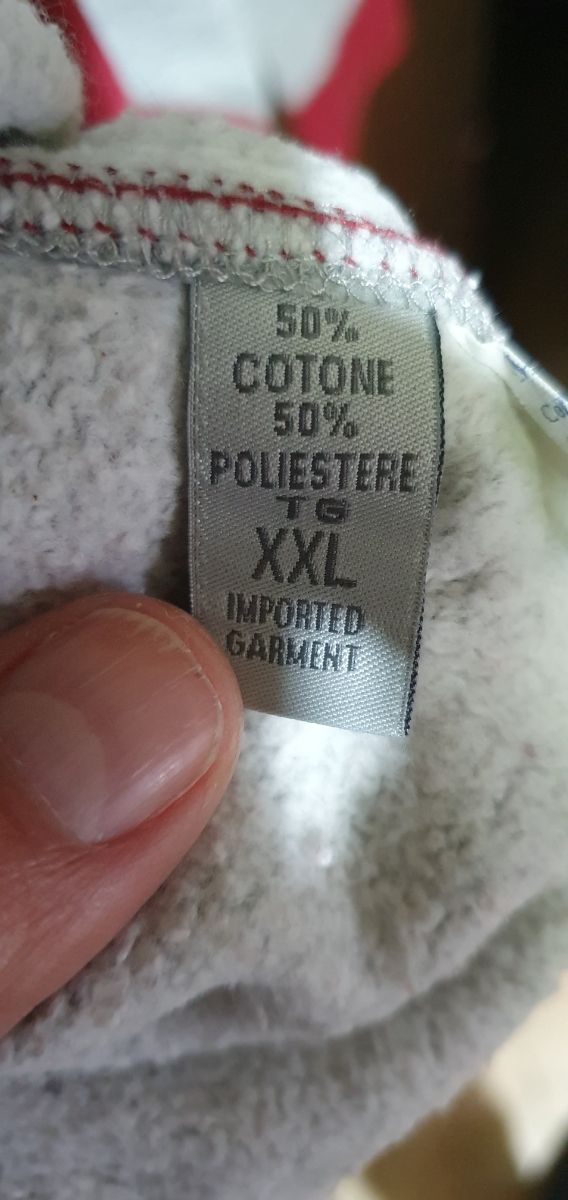 50%
COTONE
50%
POLIESTERE
TG
XXL
IMPORTED
GARMENT